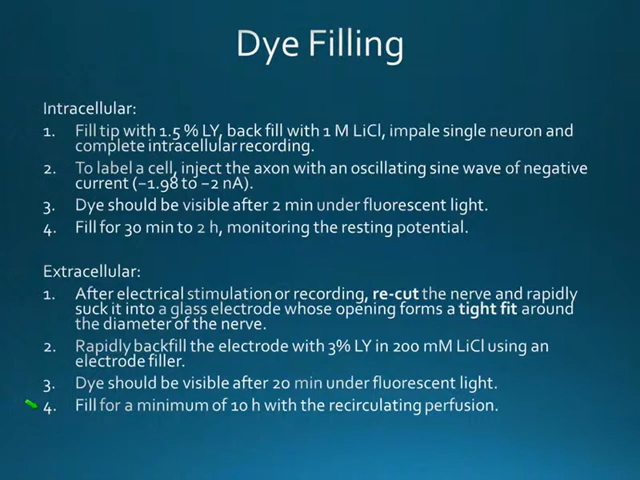 Dye Filling
Intracellular:
1. Fill tip with 1.5 % LY, back fill with 1 M LiCl, impale single neuron and
complete intracellular recording.
2. To label a cell, inject the axon with an oscillating sine wave of negative
current (−1.98 to −2 nA).
3. Dye should be visible after 2 min under fluorescent light.
4. Fill for 30 min to 2 h, monitoring the resting potential.
Extracellular:
1. After electrical stimulation or recording, re-cut the nerve and rapidly
suck it into a glass electrode whose opening forms a tight fit around
the diameter of the nerve.
2. Rapidly backfill the electrode with 3% LY in 200 mM LiCl using an
electrode filler.
3. Dye should be visible after 20 min under fluorescent light.
4. Fill for a minimum of 10 h with the recirculating perfusion.